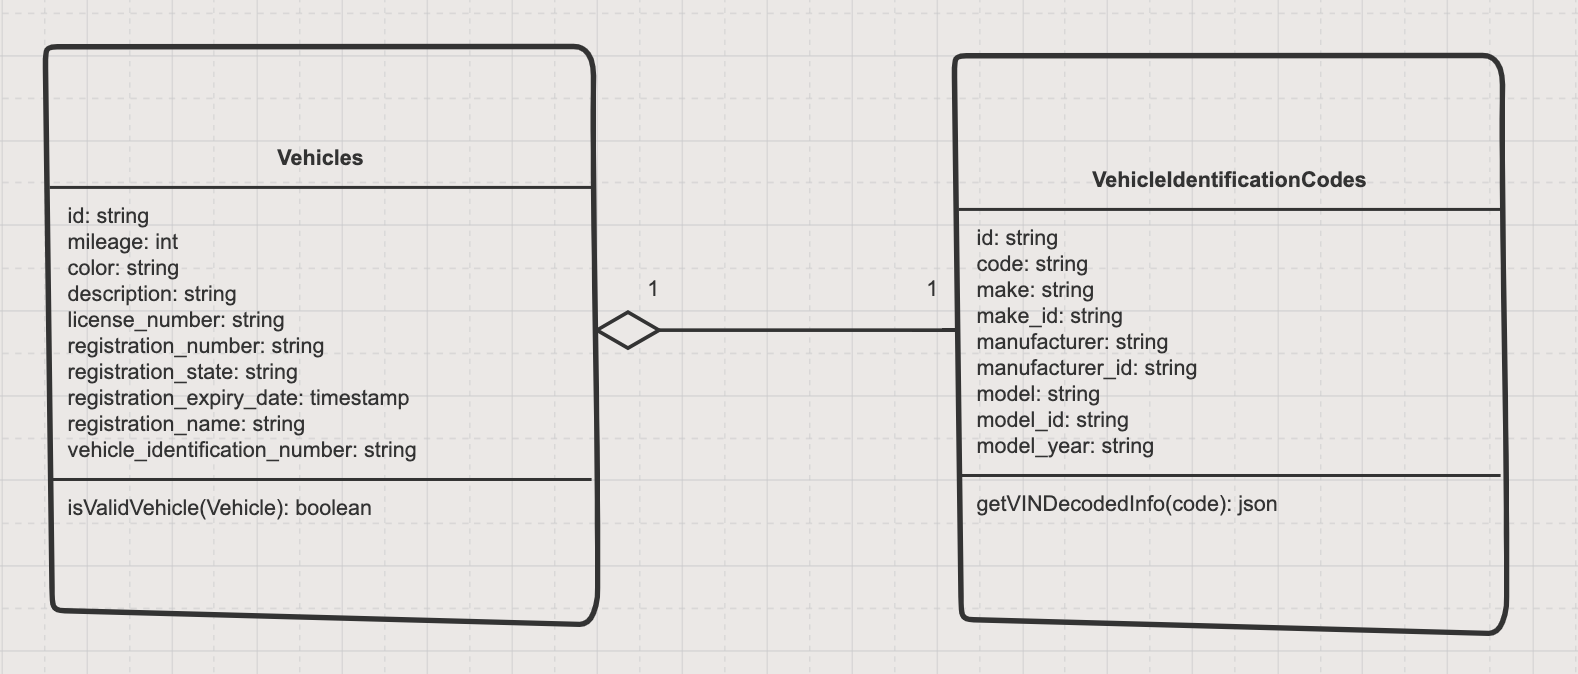 Vehicles
id: string
mileage: int
color: string
description: string
license_number: string
registration_number: string
registration_state: string
registration_expiry_date: timestamp
registration_name: string
vehicle_identification_number: string
isValidVehicle(Vehicle): boolean
1
1
VehicleIdentificationCodes
id: string
code: string
make: string
make_id: string
manufacturer: string
manufacturer_id: string
model: string
model_id: string
model_year: string
getVINDecodedInfo(code): json